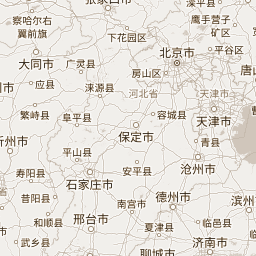 张家口市
滦平县
察哈尔右
翼前旗
鹰手营子
矿区
下花园区
北京市
平谷区
大同市
广灵县
房山区
唐山
应县
涞源县
河北省
天津市
繁峙县
阜平县
容城县
天津市
保定市
忻州市
平山县
青县
寿阳县
安平县
沧州市
石家庄市
昔阳县
德州市
滨州
和顺县
邢台市
南宫市
临邑县
武乡县
夏津县
聊城市
济南市